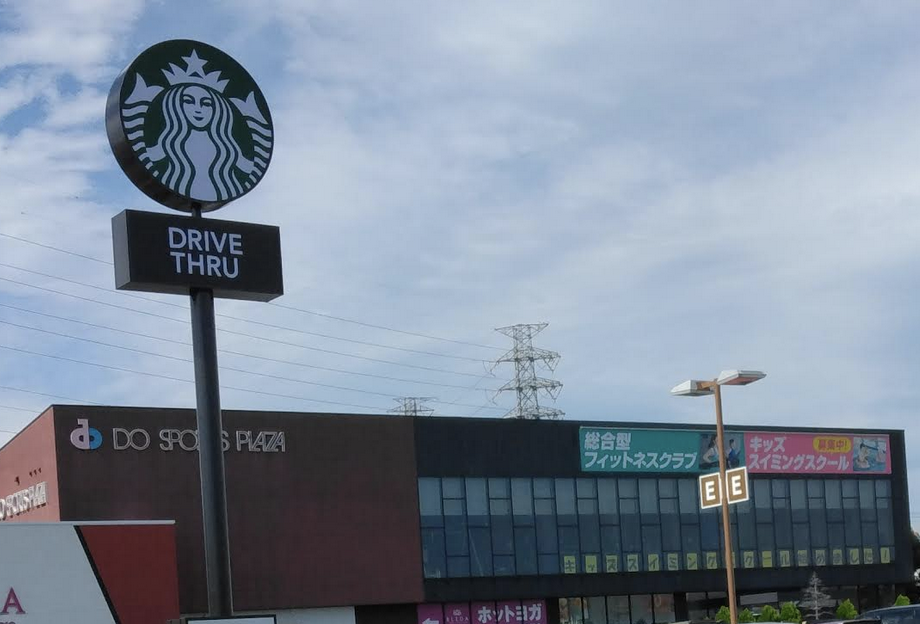 DRIVE
THRU
DO SPORTS PLAZA
総合型
フィットネスクラブ
キッズ
募集中!
スイミングスクール
E E
A
ホットヨガ